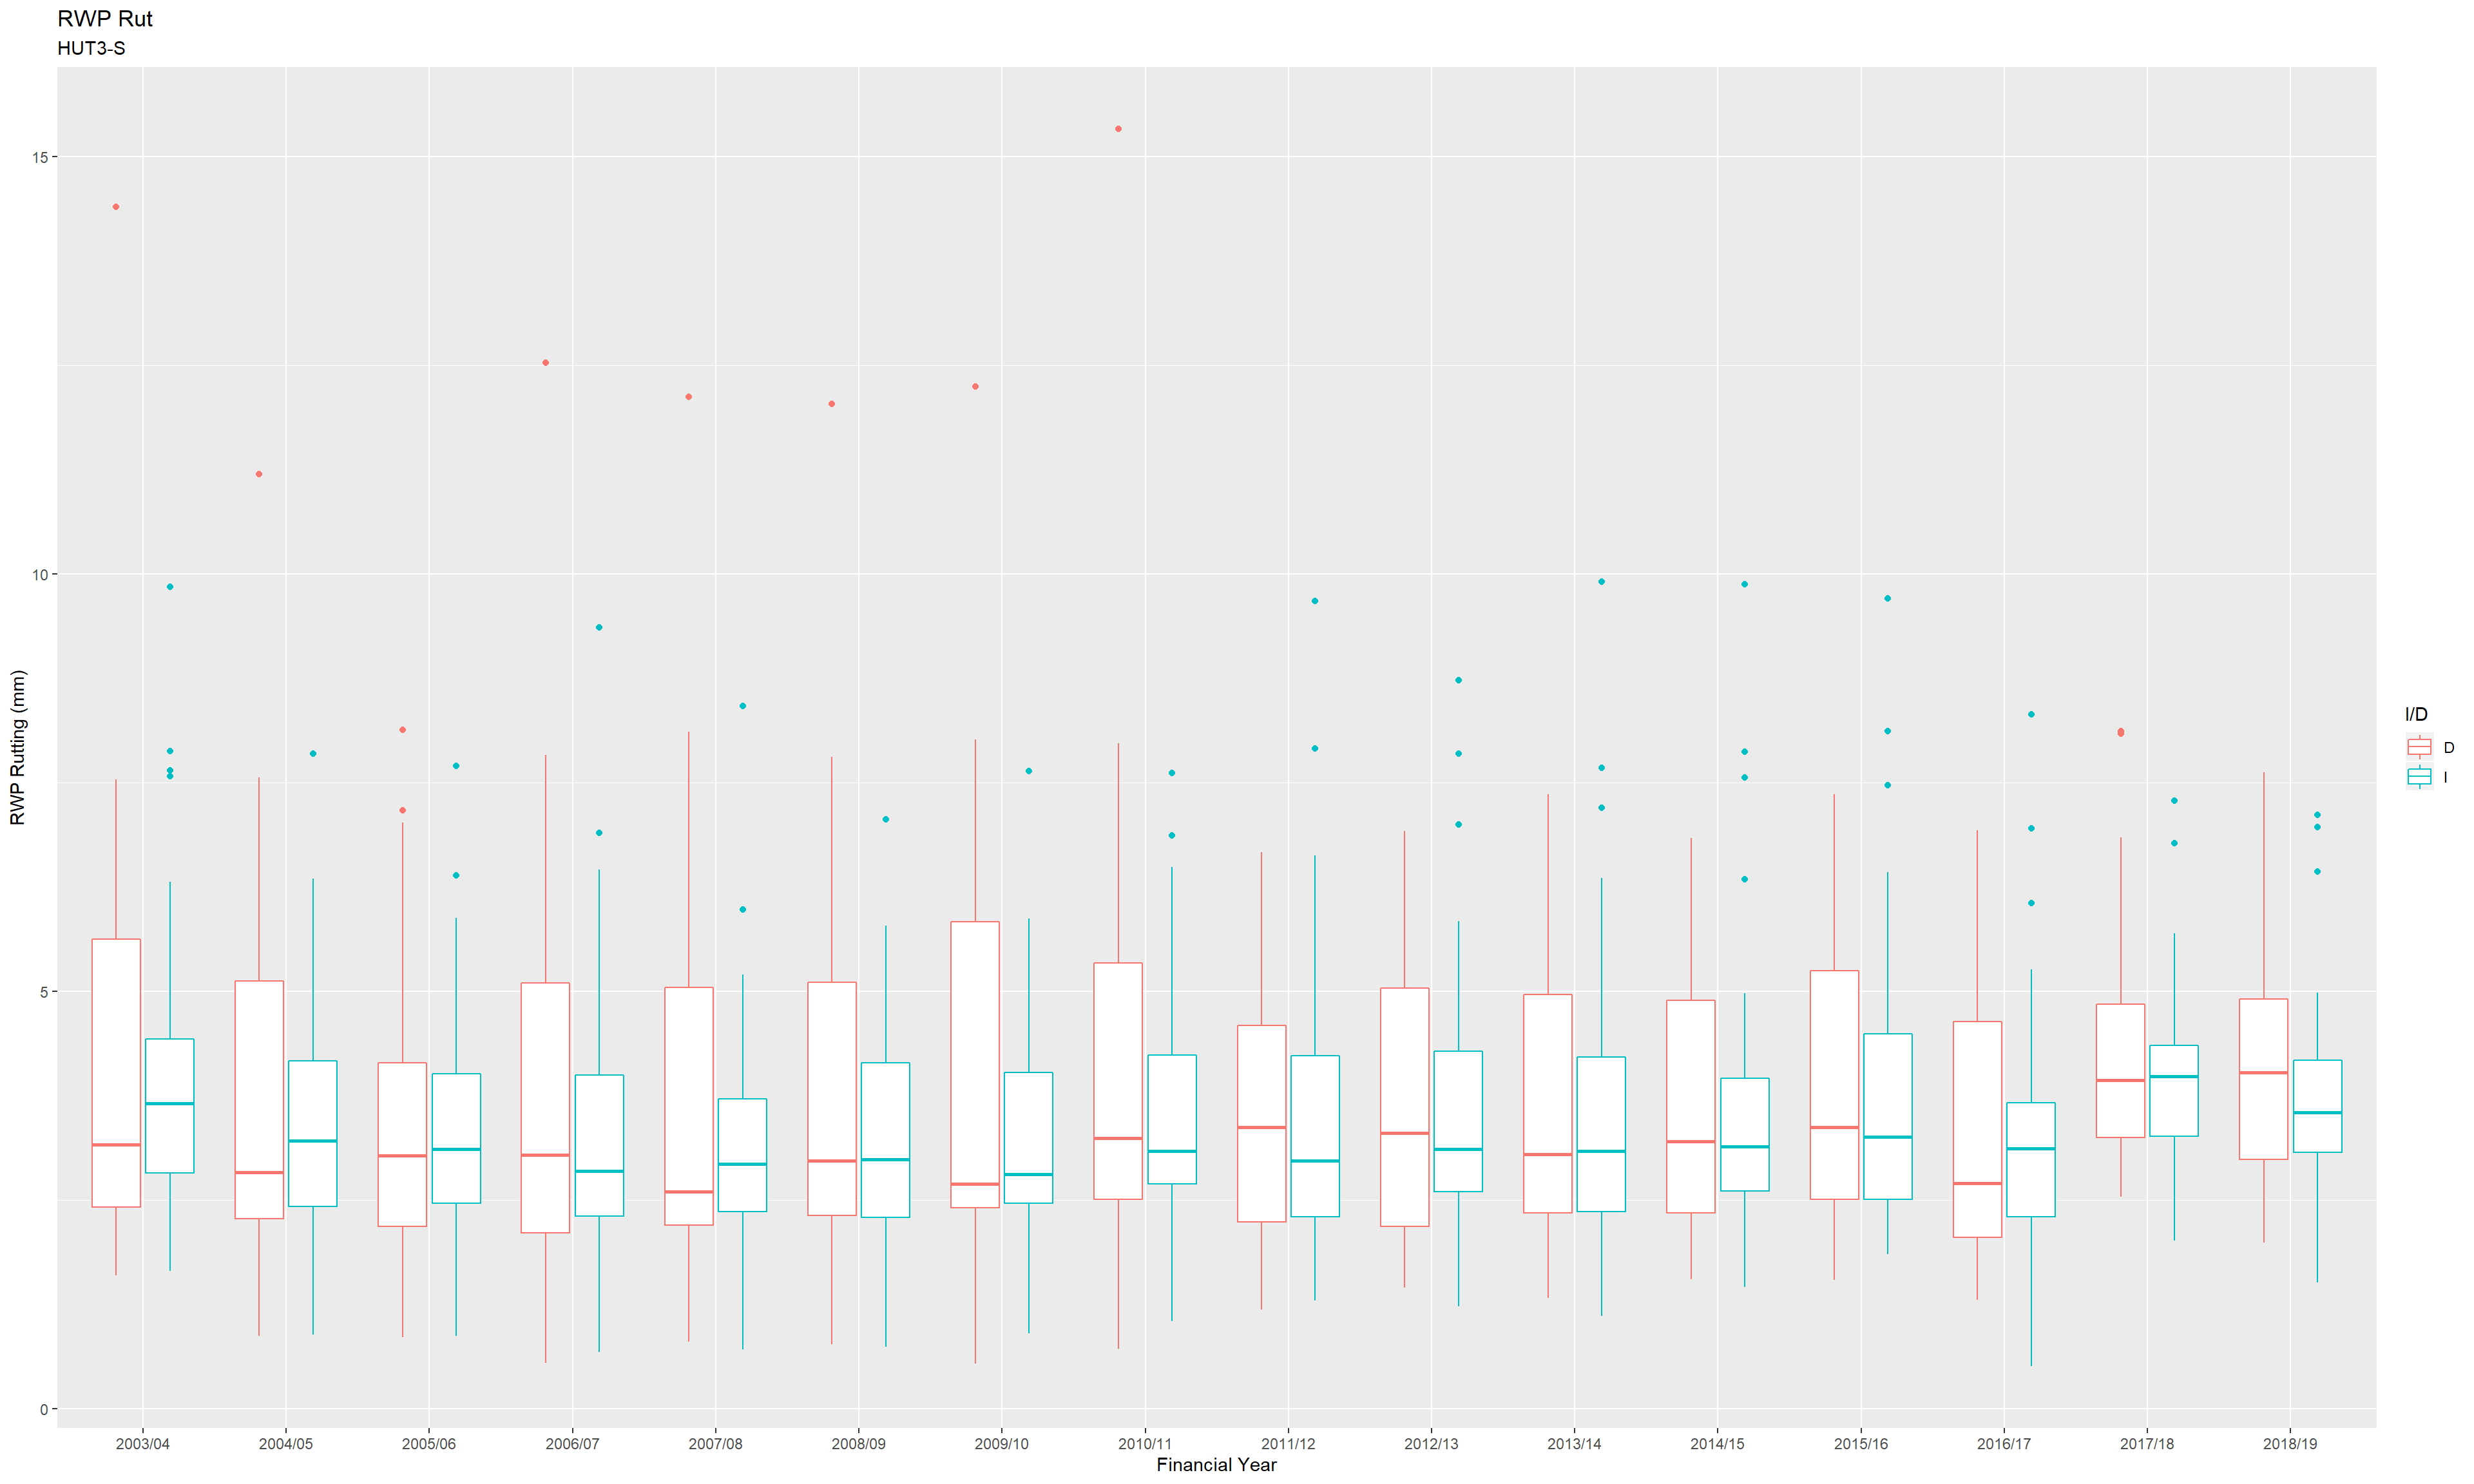 RWP Rut
HUT3-S
15
10
5
0
RWP Rutting (mm)
2003/04 2004/05 2005/06 2006/07 2007/08 2008/09 2009/10 2010/11 2011/12 2012/13 2013/14 2014/15 2015/16 2016/17 2017/18 2018/19
Financial Year
I/D
D
I